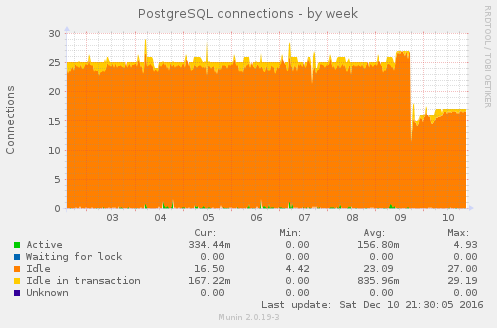 PostgreSQL connections - by week
RRDTOOL / TOBI OETIKER
Connections
30
25
20
15
10
5
0
03 04 05 06 07 08 09 10
Cur: Min: Avg: Max:
Active 334.44m 0.00 156.80m 4.93
Waiting for lock 0.00 0.00 0.00 0.00
Idle 16.50 4.42 23.09 27.00
Idle in transaction 167.22m 0.00 835.96m 29.19
Unknown 0.00 0.00 0.00 0.00
Last update: Sat Dec 10 21:30:05 2016
Munin 2.0.19-3